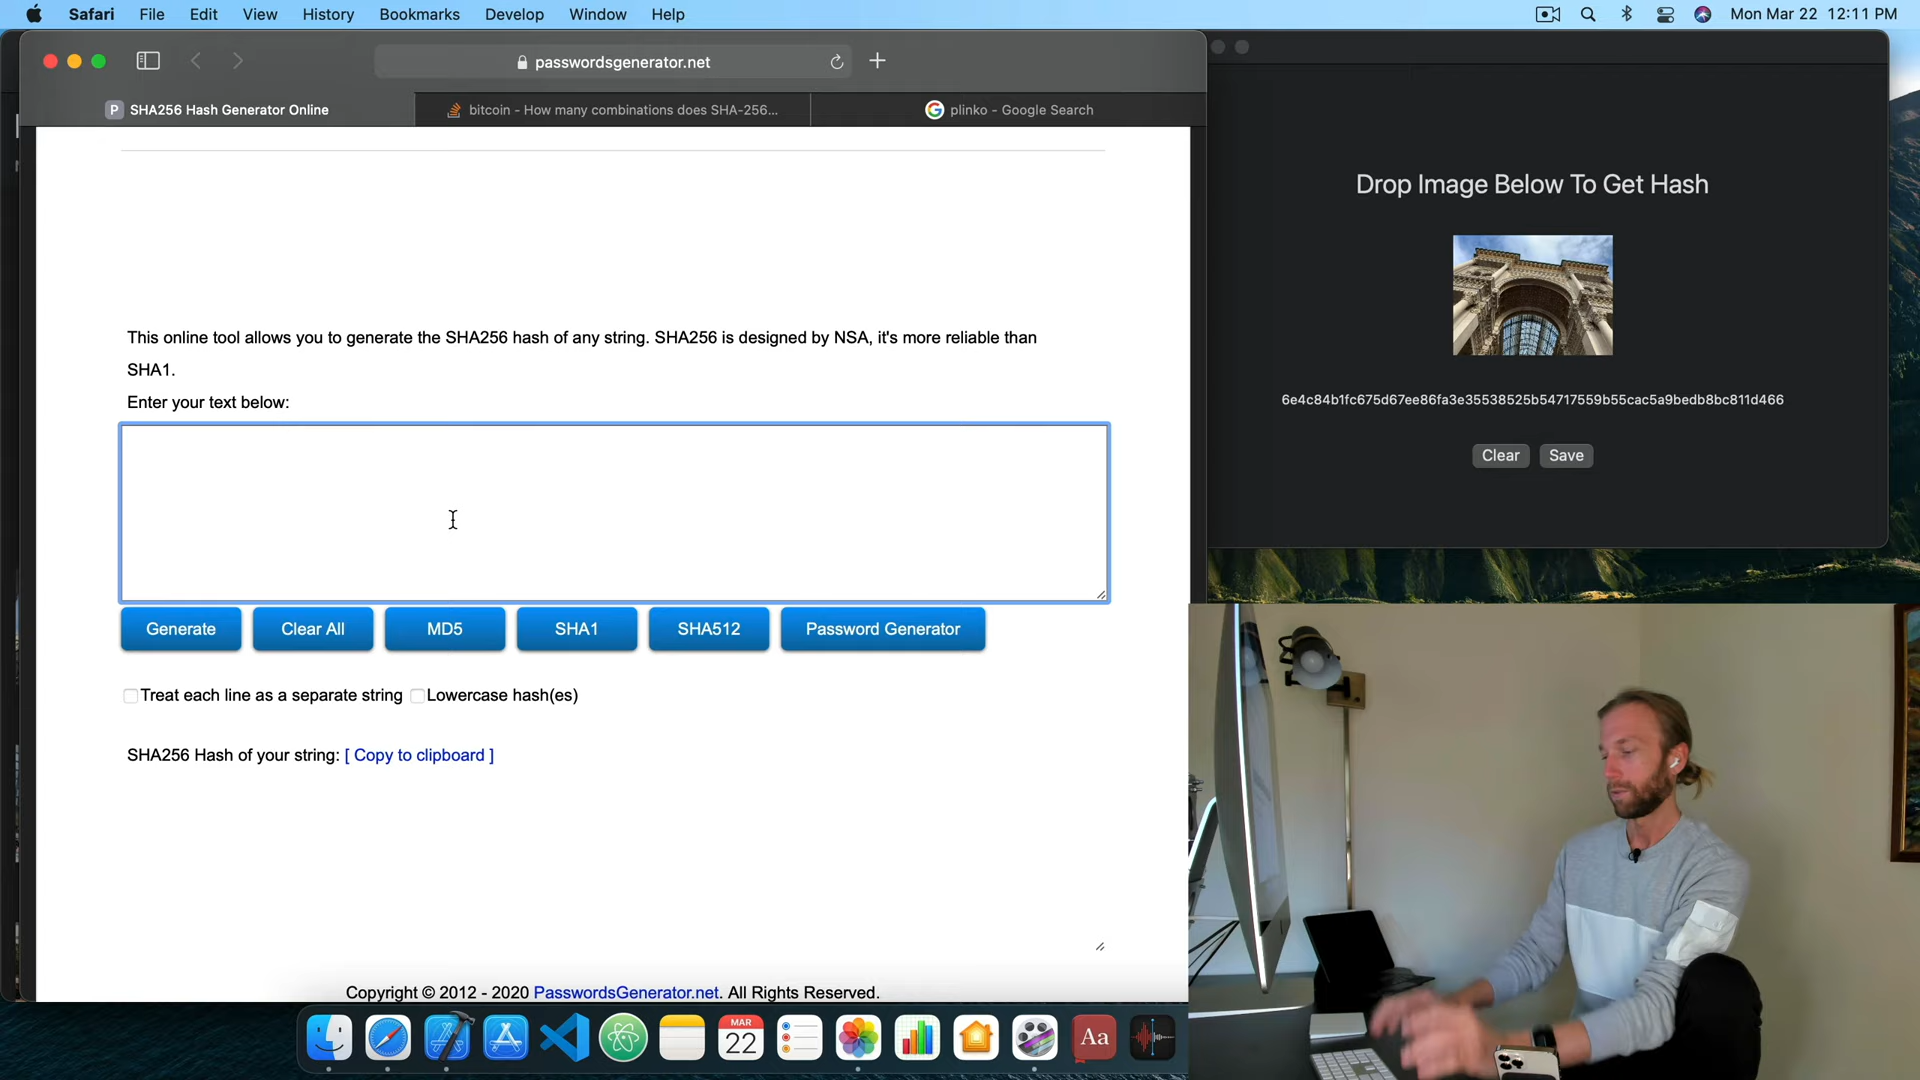 Safari File Edit View History Bookmarks Develop Window Help
Mon Mar 22 12:11 PM
passwordsgenerator.net
P SHA256 Hash Generator Online
bitcoin - How many combinations does SHA-256...
G plinko - Google Search
This online tool allows you to generate the SHA256 hash of any string. SHA256 is designed by NSA, it's more reliable than
SHA1.
Enter your text below:
Generate Clear All MD5 SHA1 SHA512 Password Generator
Treat each line as a separate string Lowercase hash(es)
SHA256 Hash of your string: [ Copy to clipboard ]
Copyright © 2012 - 2020 PasswordsGenerator.net. All Rights Reserved.
Drop Image Below To Get Hash
6e4c84b1fc675d67ee86fa3e35538525b54717559b55cac5a9bedb8bc811d466
Clear Save
MAR
22
Aa